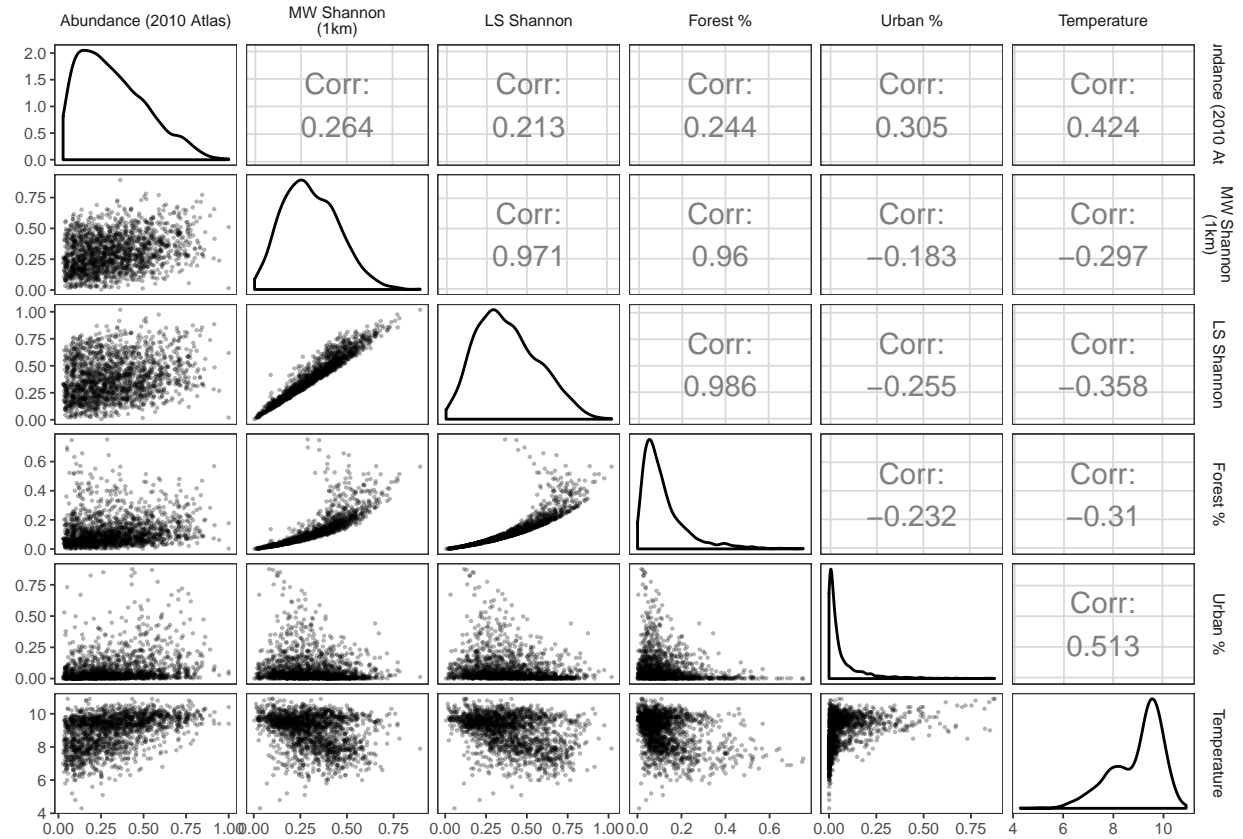 Abundance (2010 Atlas)
MW Shannon
(1km)
LS Shannon
Forest %
Urban %
Temperature
2.0
1.5
1.0
0.5
0.0
Corr:
0.264
Corr:
0.213
Corr:
0.244
Corr:
0.305
Corr:
0.424
ndance (2010 At
0.75
0.50
0.25
0.00
Corr:
0.971
Corr:
0.96
Corr:
−0.183
Corr:
−0.297
MW Shannon
(1km)
1.00
0.75
0.50
0.25
0.00
Corr:
0.986
Corr:
−0.255
Corr:
−0.358
LS Shannon
0.6
0.4
0.2
0.0
Corr:
−0.232
Corr:
−0.31
Forest %
0.75
0.50
0.25
0.00
Corr:
0.513
Urban %
10
8
6
4
Temperature
0.00 0.25 0.50 0.75 1.00
0.00 0.25 0.50 0.75
0.00 0.25 0.50 0.75 1.00
0.0 0.2 0.4 0.6
0.00 0.25 0.50 0.75
4 6 8 10